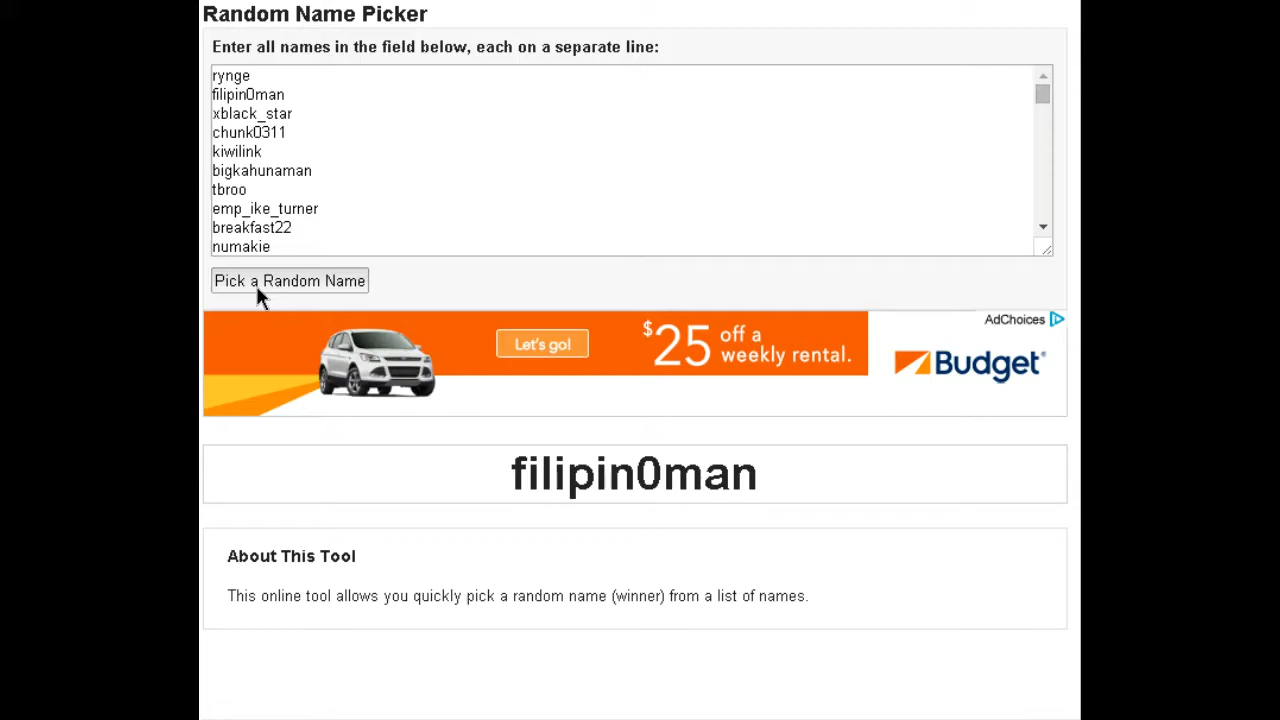 Random Name Picker
Enter all names in the field below, each on a separate line:
rynge
filipin0man
xblack_star
chunk0311
kiwilink
bigkahunaman
tbroo
emp_ike_turner
breakfast22
numakie
Pick a Random Name
AdChoices
Let's go!
$25 off a weekly rental.
Budget
filipin0man
About This Tool
This online tool allows you quickly pick a random name (winner) from a list of names.